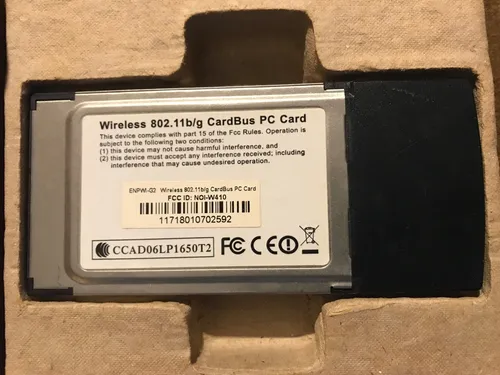 Wireless 802.11b/g CardBus PC Card
This device complies with part 15 of the Fcc Rules. Operation is
subject to the following two conditions:
(1) this device may not cause harmful interference, and
(2) this device must accept any interference received; including
interference that may cause undesired operation.
ENPWI-G2 Wireless 802.11b/g CardBus PC Card
FCC ID: NOI-W410
11718010702592
CCAD06LP1650T2 FC CE